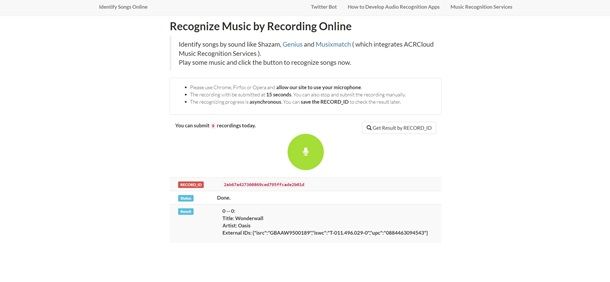 Identify Songs Online
Twitter Bot
How to Develop Audio Recognition Apps
Music Recognition Services
Recognize Music by Recording Online
Identify songs by sound like Shazam, Genius and Musixmatch ( which integrates ACRCloud
Music Recognition Services ).
Play some music and click the button to recognize songs now.
Please use Chrome, Firfox or Opera and allow our site to use your microphone.
The recording with be submitted at 15 seconds. You can also stop and submit the recording manually.
The recognizing progress is asynchronous. You can save the RECORD_ID to check the result later.
You can submit recordings today.
Get Result by RECORD_ID
RECORD_ID
Status
Done.
Result
0 -- 0:
Title: Wonderwall
Artist: Oasis
External IDs: {"isrc":"GBAAW9500189","iswc":"T-011.496.029-0","upc":"0884463094543"}